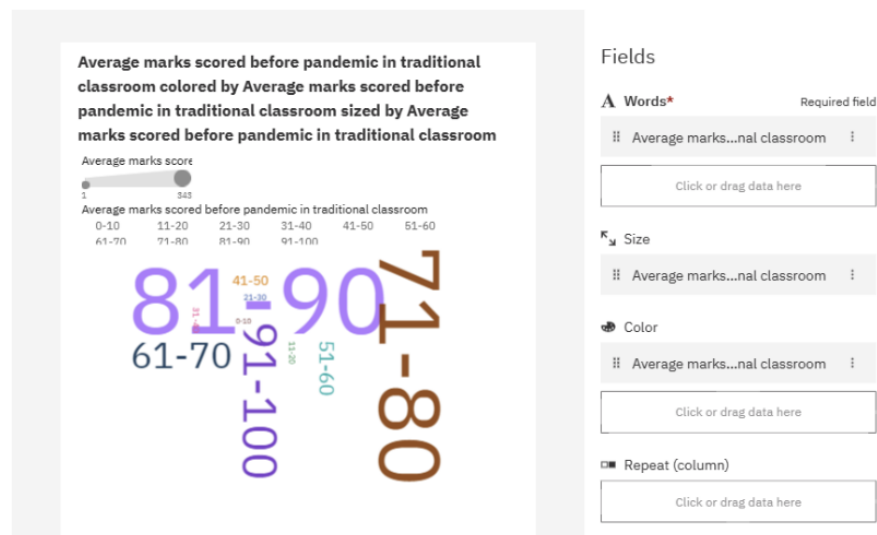 Average marks scored before pandemic in traditional
classroom colored by Average marks scored before
pandemic in traditional classroom sized by Average
marks scored before pandemic in traditional classroom
Average marks score
1 343
Average marks scored before pandemic in traditional classroom
0-10 11-20 21-30 31-40 41-50 51-60
61-70 71-80 81-90 91-100
81-90
41-50
21-30
0-10
61-70
91-100
11-20
51-60
71-80
Fields
Words* Required field
Average marks...nal classroom
Click or drag data here
Size
Average marks...nal classroom
Color
Average marks...nal classroom
Click or drag data here
Repeat (column)
Click or drag data here